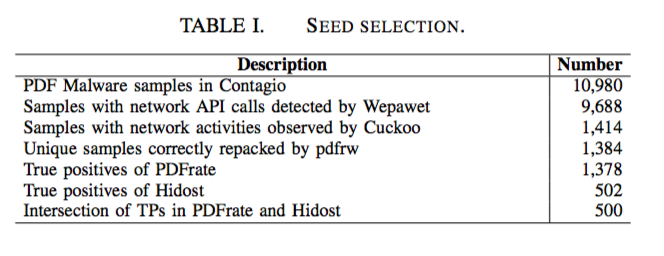 TABLE I. SEED SELECTION.
Description Number
PDF Malware samples in Contagio 10,980
Samples with network API calls detected by Wepawet 9,688
Samples with network activities observed by Cuckoo 1,414
Unique samples correctly repacked by pdfrw 1,384
True positives of PDFrate 1,378
True positives of Hidost 502
Intersection of TPs in PDFrate and Hidost 500